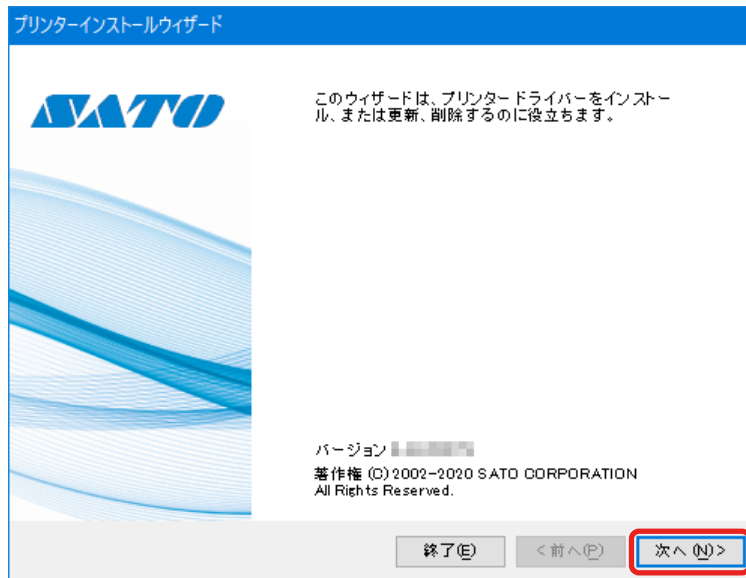 プリンターインストールウィザード
SATO
このウィザードは、プリンター ドライバーをインストー
ル、または更新、削除するのに役立ちます。
バージョン
著作権 (C) 2002-2020 SATO CORPORATION
All Rights Reserved.
終了(E)
<前へ(P)
次へ(N)>